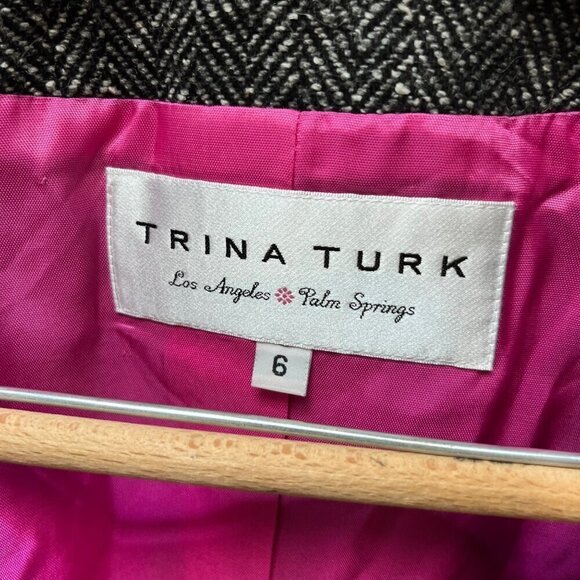 TRINA TURK
Los Angeles Palm Springs
6